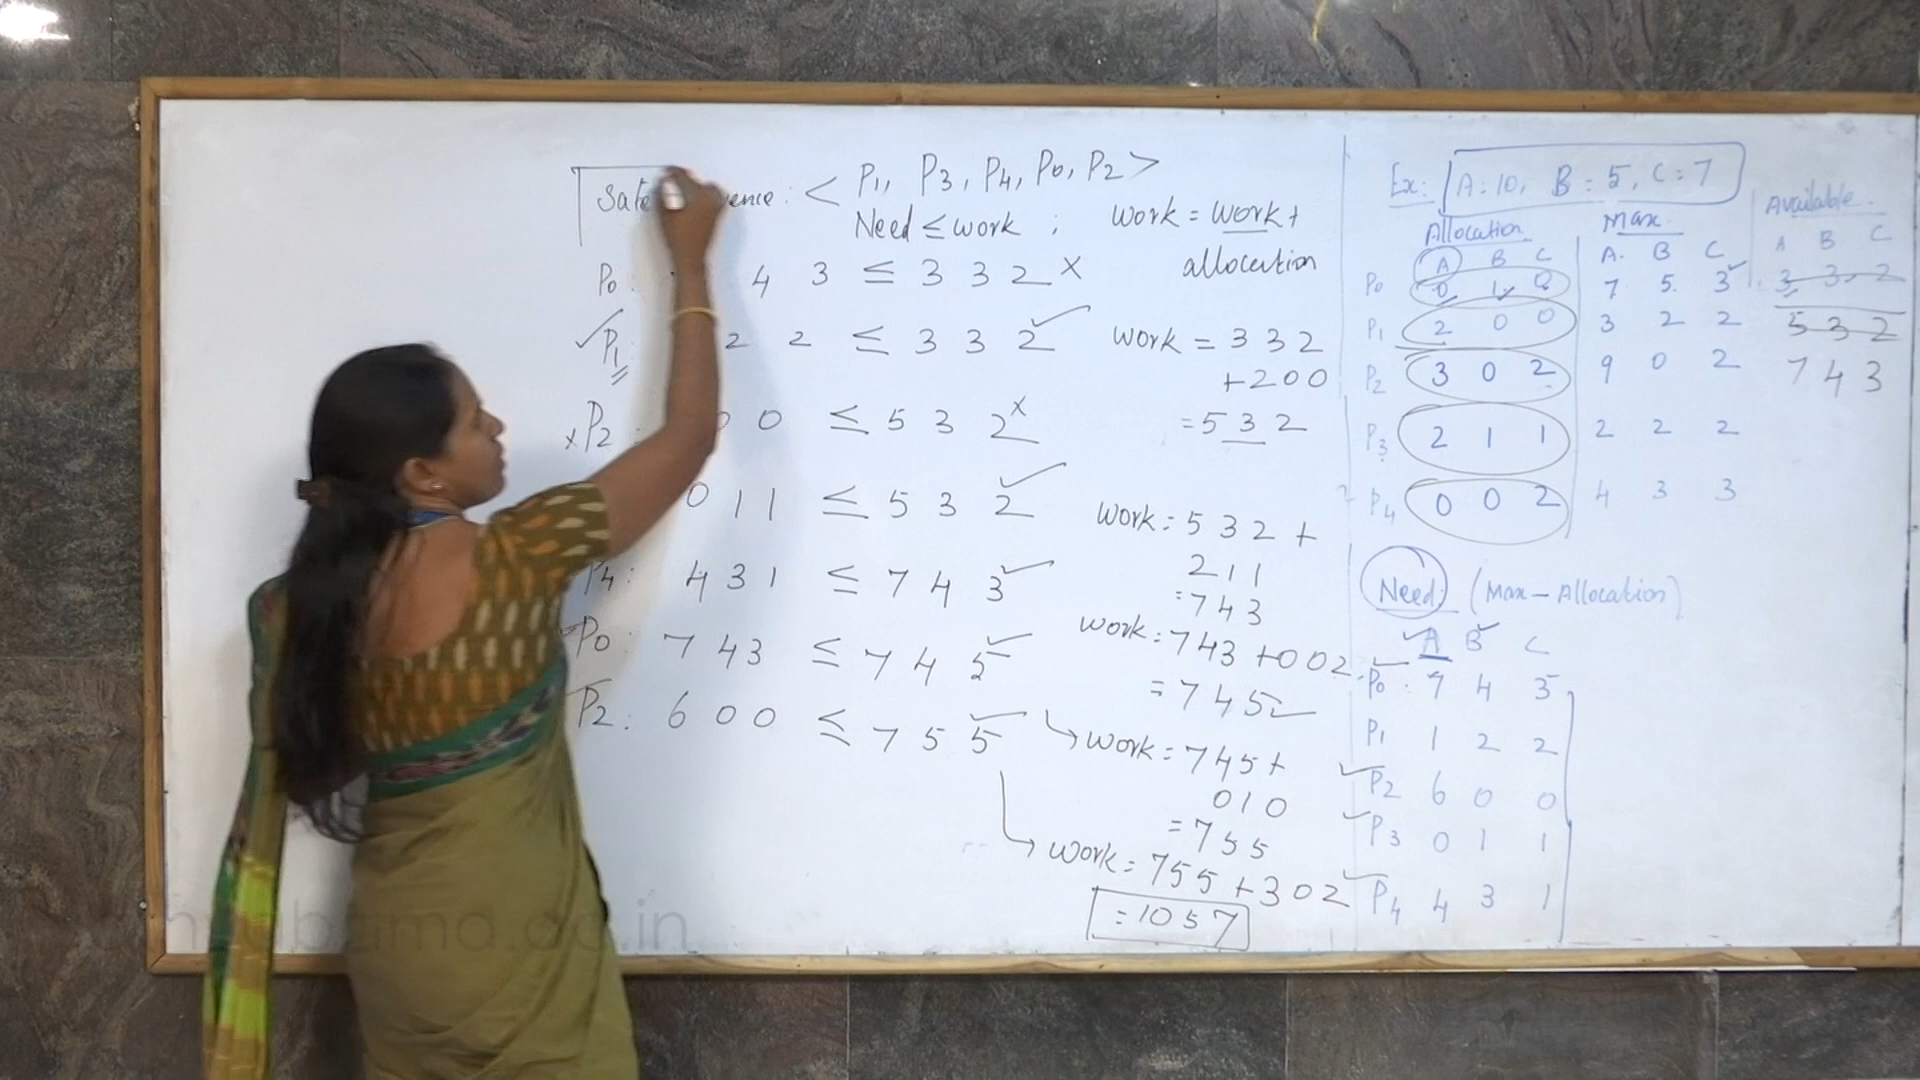 < P1, P3, P4, P0, P2 >
Need ≤ work ; work = work +
allocation
P0: 4 3 ≤ 3 3 2 x
✓ P1: 2 2 ≤ 3 3 2 ✓
work = 3 3 2
+ 2 0 0
= 5 3 2
x P2: 0 0 ≤ 5 3 2 x
0 1 1 ≤ 5 3 2 ✓
work = 5 3 2 +
2 1 1
= 7 4 3
P4: 4 3 1 ≤ 7 4 3 ✓
work = 7 4 3 + 0 0 2
= 7 4 5 ✓
✓ P0: 7 4 3 ≤ 7 4 5 ✓
→ work = 7 4 5 +
0 1 0
= 7 5 5
P2: 6 0 0 ≤ 7 5 5 ✓
→ work = 7 5 5 + 3 0 2
= 10 5 7
Ex: A: 10, B: 5, C: 7
Allocation Max Available
A B C A B C A B C
P0 0 1 0 7 5 3 3 3 2
P1 2 0 0 3 2 2 5 3 2
P2 3 0 2 9 0 2 7 4 3
P3 2 1 1 2 2 2
P4 0 0 2 4 3 3
Need: (Max - Allocation)
A B C
P0: 7 4 3
P1 1 2 2
P2 6 0 0
P3 0 1 1
P4 4 3 1